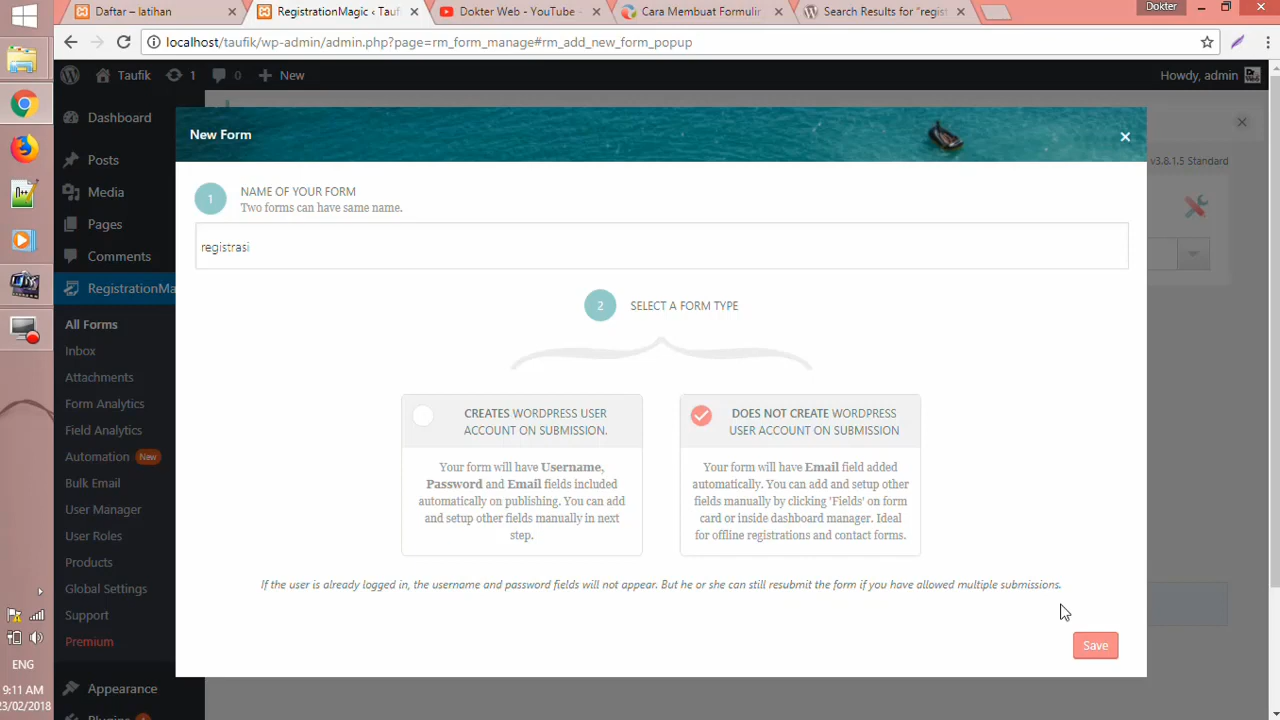 Daftar – latihan
RegistrationMagic ‹ Tauf
Dokter Web - YouTube
Cara Membuat Formulir
Search Results for "regist
Dokter
localhost/taufik/wp-admin/admin.php?page=rm_form_manage#rm_add_new_form_popup
Taufik
1
0
New
Howdy, admin
Dashboard
Posts
Media
Pages
Comments
RegistrationMa
All Forms
Inbox
Attachments
Form Analytics
Field Analytics
Automation New
Bulk Email
User Manager
User Roles
Products
Global Settings
Support
Premium
Appearance
v3.8.1.5 Standard
New Form
1
NAME OF YOUR FORM
Two forms can have same name.
registrasi
2
SELECT A FORM TYPE
CREATES WORDPRESS USER
ACCOUNT ON SUBMISSION.
Your form will have Username,
Password and Email fields included
automatically on publishing. You can add
and setup other fields manually in next
step.
DOES NOT CREATE WORDPRESS
USER ACCOUNT ON SUBMISSION
Your form will have Email field added
automatically. You can add and setup other
fields manually by clicking 'Fields' on form
card or inside dashboard manager. Ideal
for offline registrations and contact forms.
If the user is already logged in, the username and password fields will not appear. But he or she can still resubmit the form if you have allowed multiple submissions.
Save
ENG
9:11 AM
23/02/2018